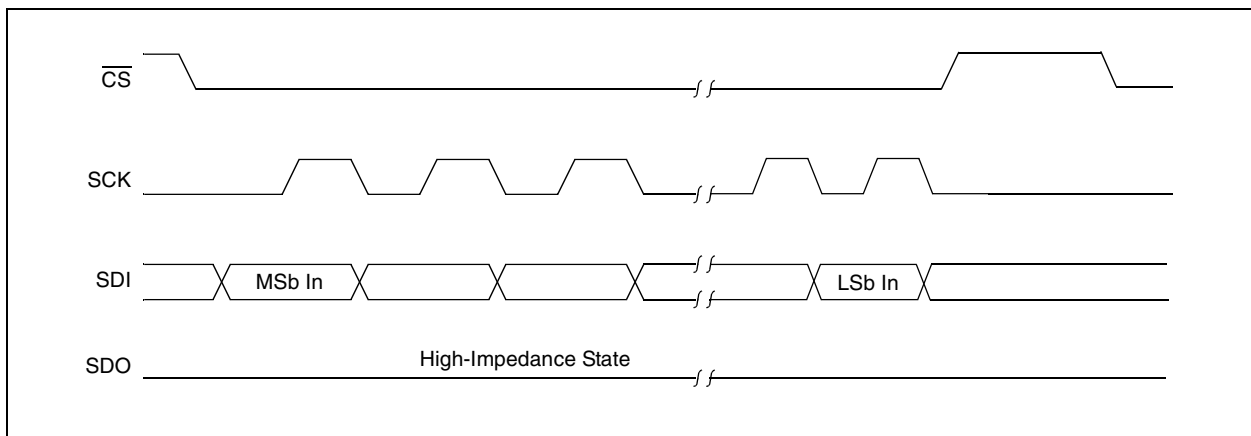 CS
SCK
SDI
MSb In
LSb In
SDO
High-Impedance State